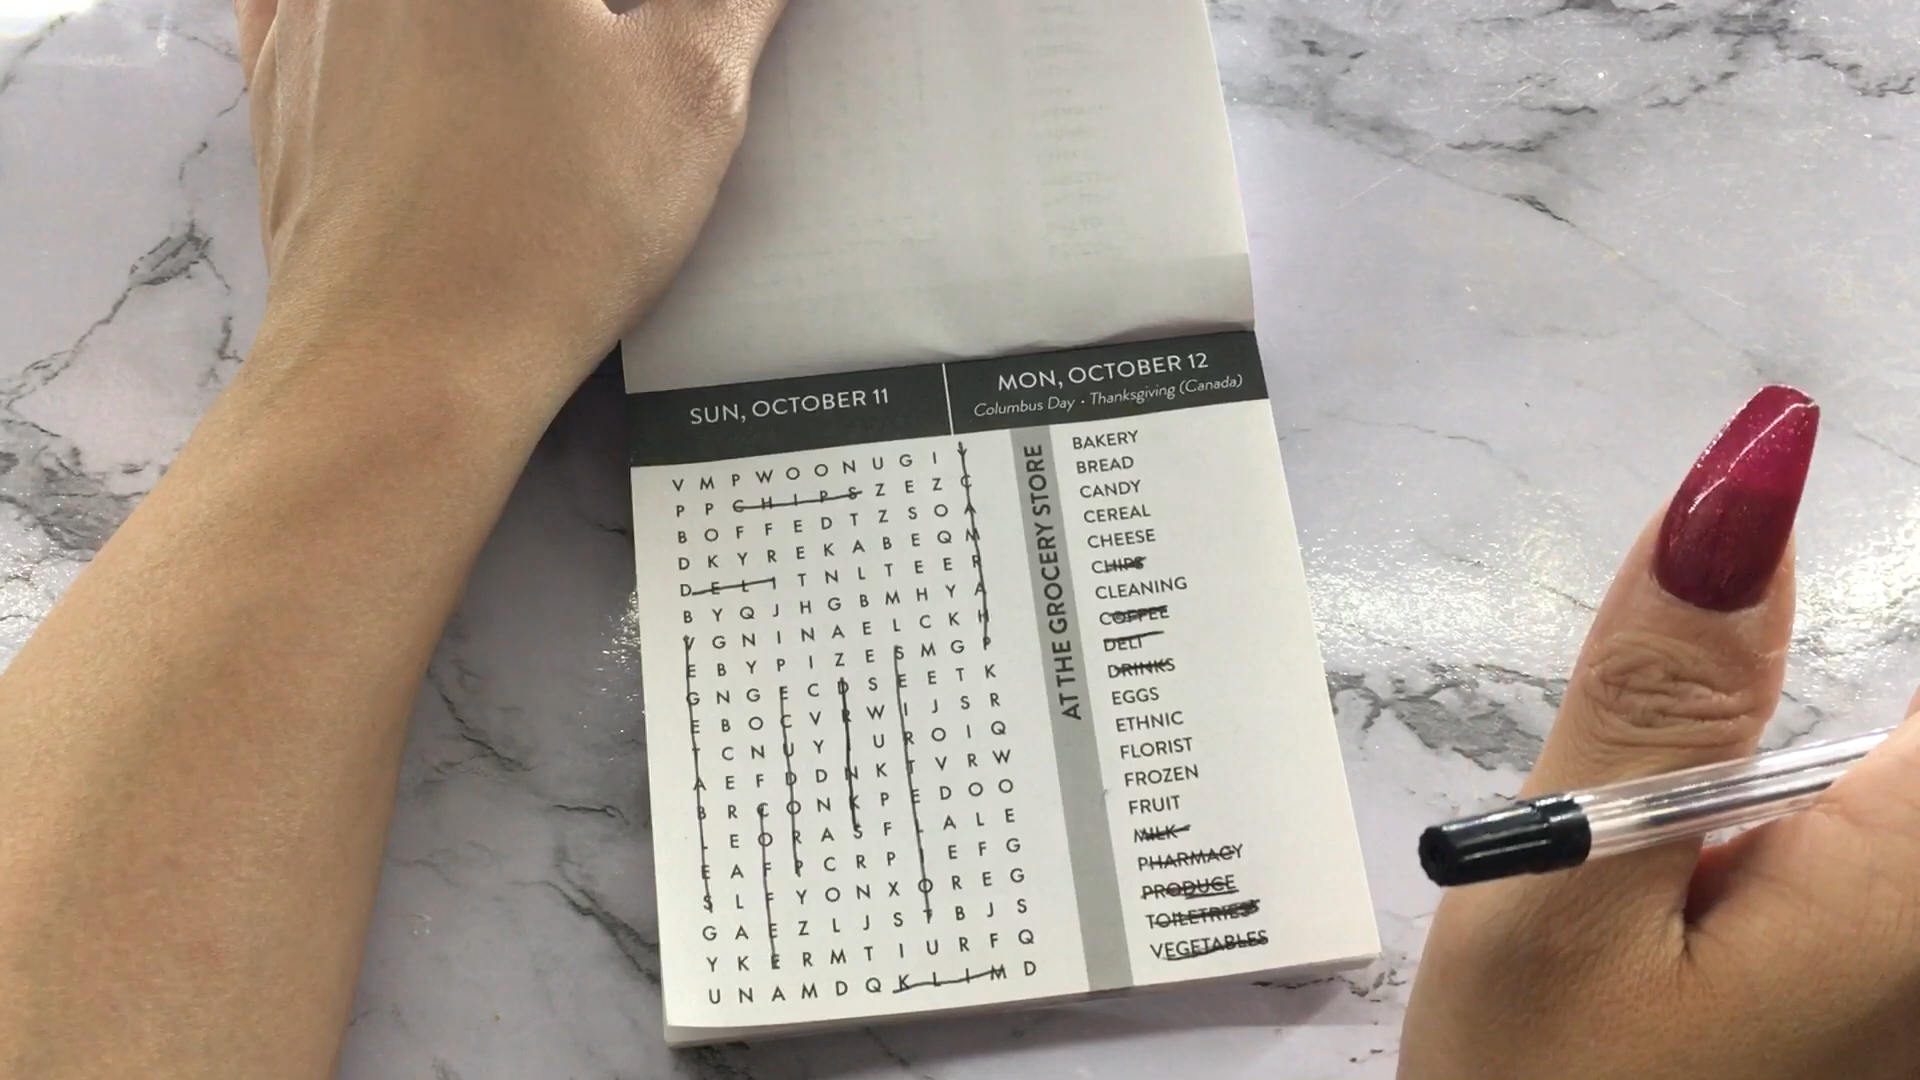 SUN, OCTOBER 11
MON, OCTOBER 12
Columbus Day • Thanksgiving (Canada)
V M P W O O N U G I Y
P P C H I P S Z E Z C
B O F F E D T Z S O A
D K Y R E K A B E Q M
D E L I T N L T E E R
B Y Q J H G B M H Y A
V G N I N A E L C K H
E B Y P I Z E S M G P
G N G E C D S E E T K
E B O C V R W I J S R
T C N U Y I U R O I Q
A E F D D N K T V R W
B R C O N K P E D O O
L E O R A S F L A L E
E A F P C R P I E F G
S L F Y O N X O R E G
G A E Z L J S T B J S
Y K E R M T I U R F Q
U N A M D Q K L I M D
AT THE GROCERY STORE
BAKERY
BREAD
CANDY
CEREAL
CHEESE
CHIPS
CLEANING
COFFEE
DELI
DRINKS
EGGS
ETHNIC
FLORIST
FROZEN
FRUIT
MILK
PHARMACY
PRODUCE
TOILETRIES
VEGETABLES